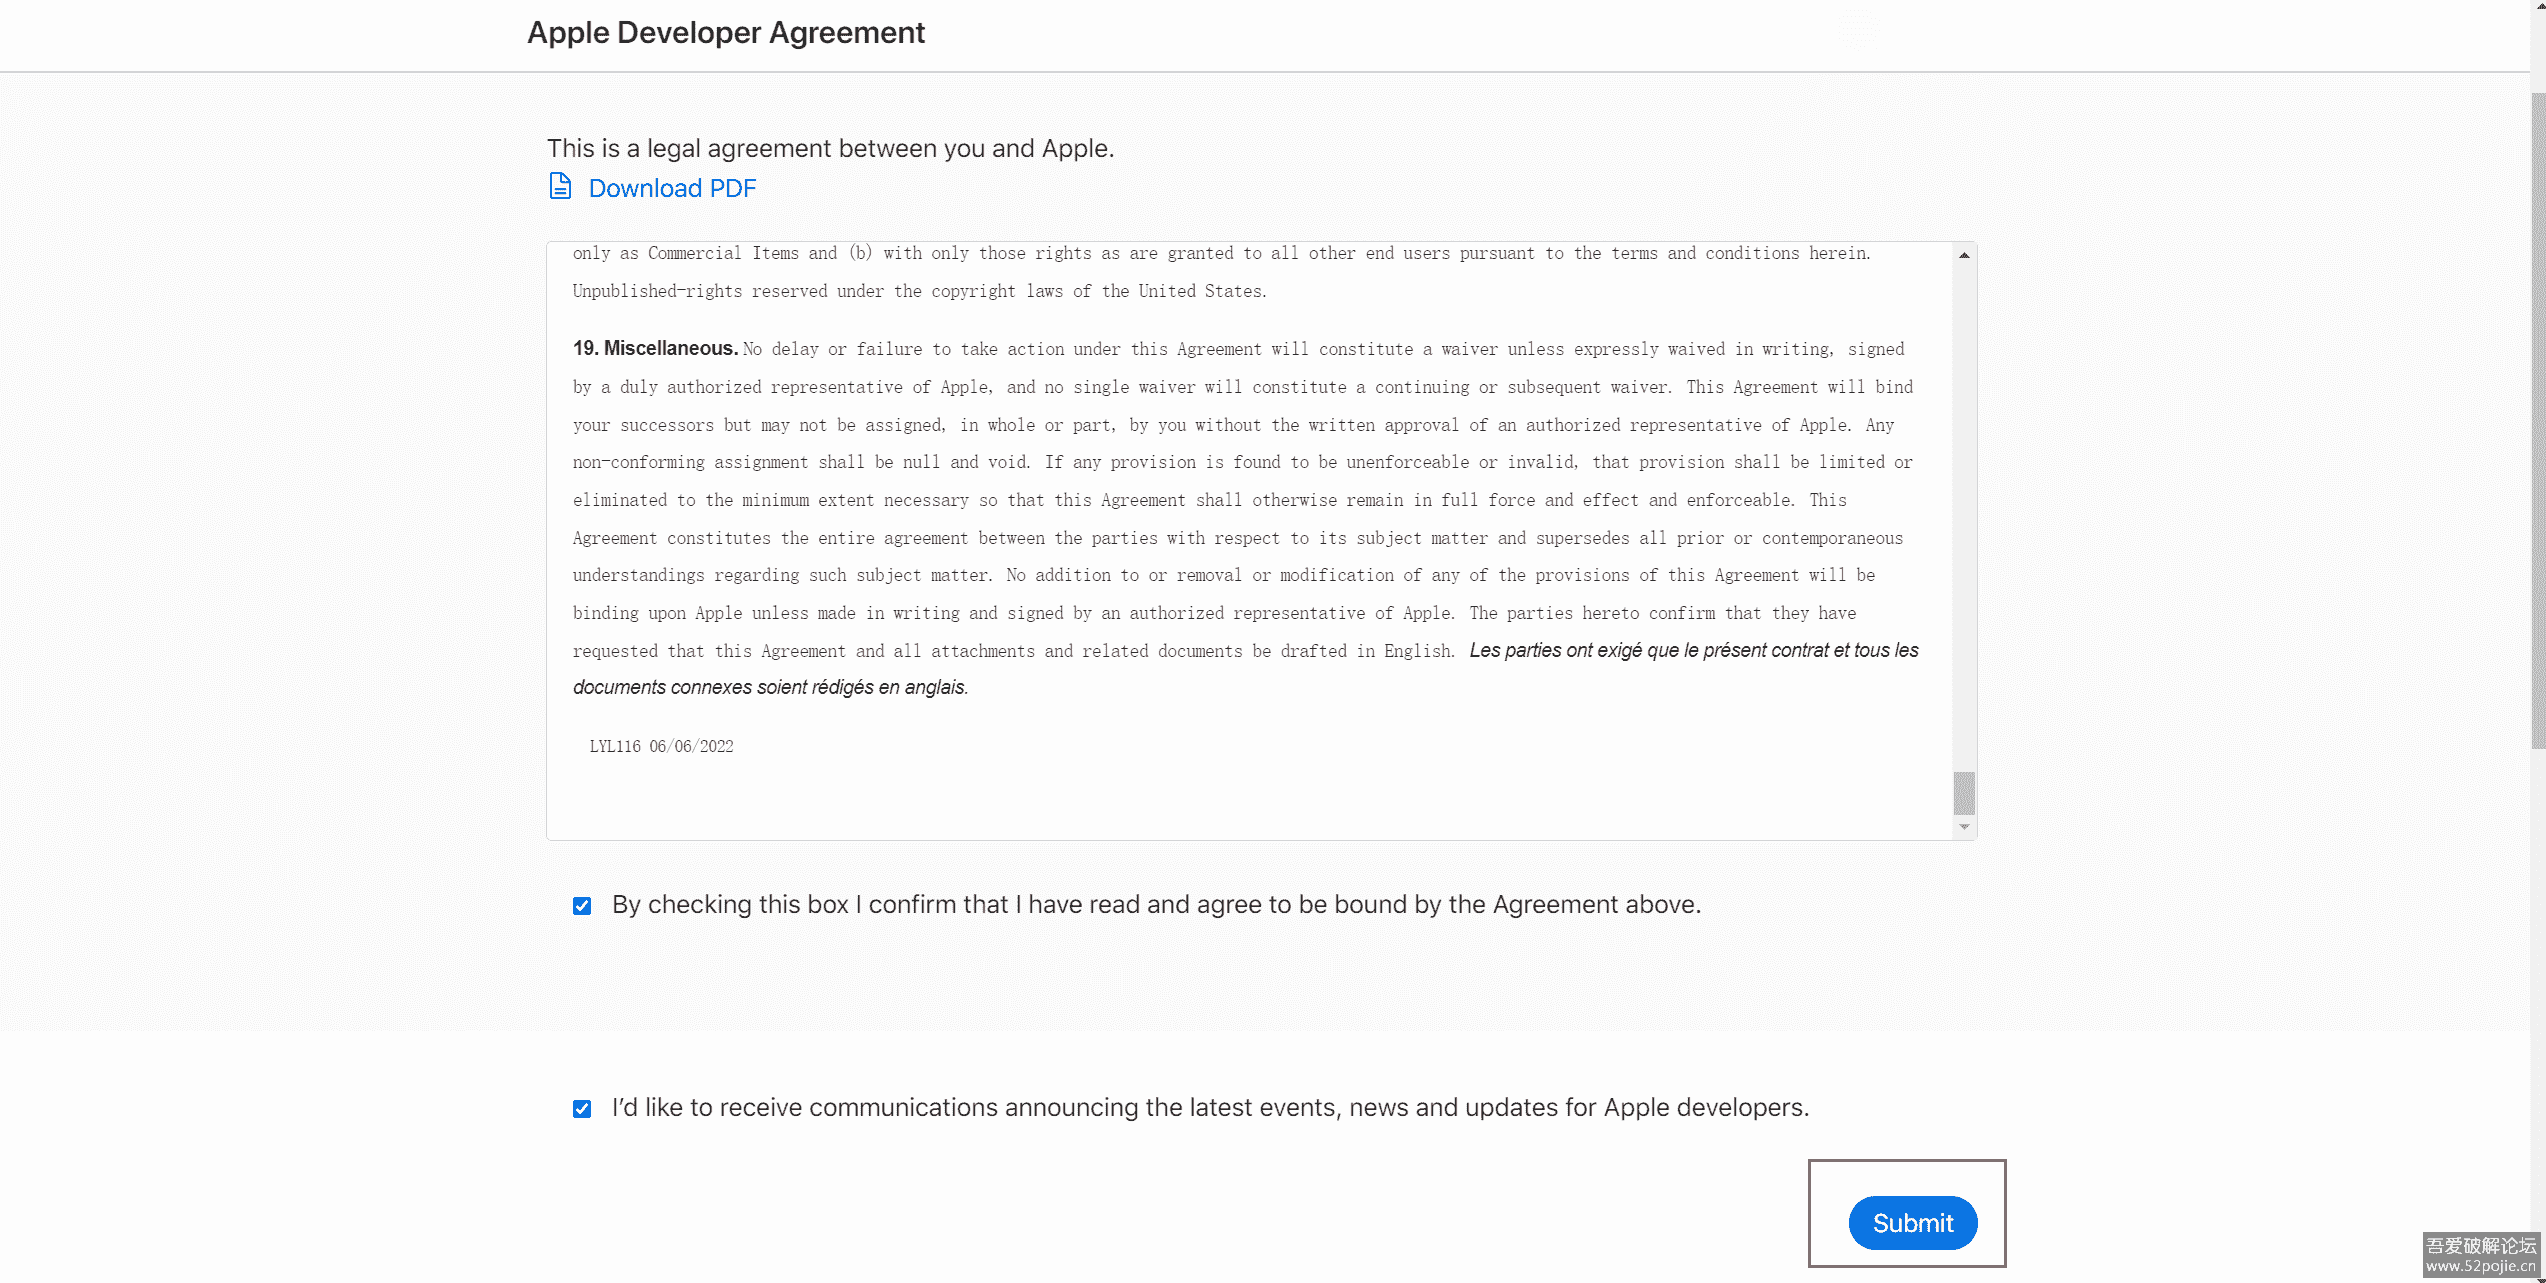 Apple Developer Agreement
This is a legal agreement between you and Apple.
Download PDF
only as Commercial Items and (b) with only those rights as are granted to all other end users pursuant to the terms and conditions herein.
Unpublished-rights reserved under the copyright laws of the United States.
19. Miscellaneous. No delay or failure to take action under this Agreement will constitute a waiver unless expressly waived in writing, signed
by a duly authorized representative of Apple, and no single waiver will constitute a continuing or subsequent waiver. This Agreement will bind
your successors but may not be assigned, in whole or part, by you without the written approval of an authorized representative of Apple. Any
non-conforming assignment shall be null and void. If any provision is found to be unenforceable or invalid, that provision shall be limited or
eliminated to the minimum extent necessary so that this Agreement shall otherwise remain in full force and effect and enforceable. This
Agreement constitutes the entire agreement between the parties with respect to its subject matter and supersedes all prior or contemporaneous
understandings regarding such subject matter. No addition to or removal or modification of any of the provisions of this Agreement will be
binding upon Apple unless made in writing and signed by an authorized representative of Apple. The parties hereto confirm that they have
requested that this Agreement and all attachments and related documents be drafted in English. Les parties ont exigé que le présent contrat et tous les
documents connexes soient rédigés en anglais.
LYL116 06/06/2022
By checking this box I confirm that I have read and agree to be bound by the Agreement above.
I’d like to receive communications announcing the latest events, news and updates for Apple developers.
Submit
吾爱破解论坛
www.52pojie.cn